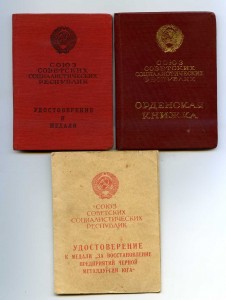 СОЮЗ
СОВЕТСКИХ
СОЦИАЛИСТИЧЕСКИХ
РЕСПУБЛИК
УДОСТОВЕРЕНИЕ
К МЕДАЛИ
СОЮЗ
СОВЕТСКИХ
СОЦИАЛИСТИЧЕСКИХ
РЕСПУБЛИК
ОРДЕНСКАЯ
КНИЖКА
СОЮЗ
СОВЕТСКИХ
СОЦИАЛИСТИЧЕСКИХ
РЕСПУБЛИК
УДОСТОВЕРЕНИЕ
К МЕДАЛИ „ЗА ВОССТАНОВЛЕНИЕ
ПРЕДПРИЯТИЙ ЧЕРНОЙ
МЕТАЛЛУРГИИ ЮГА“